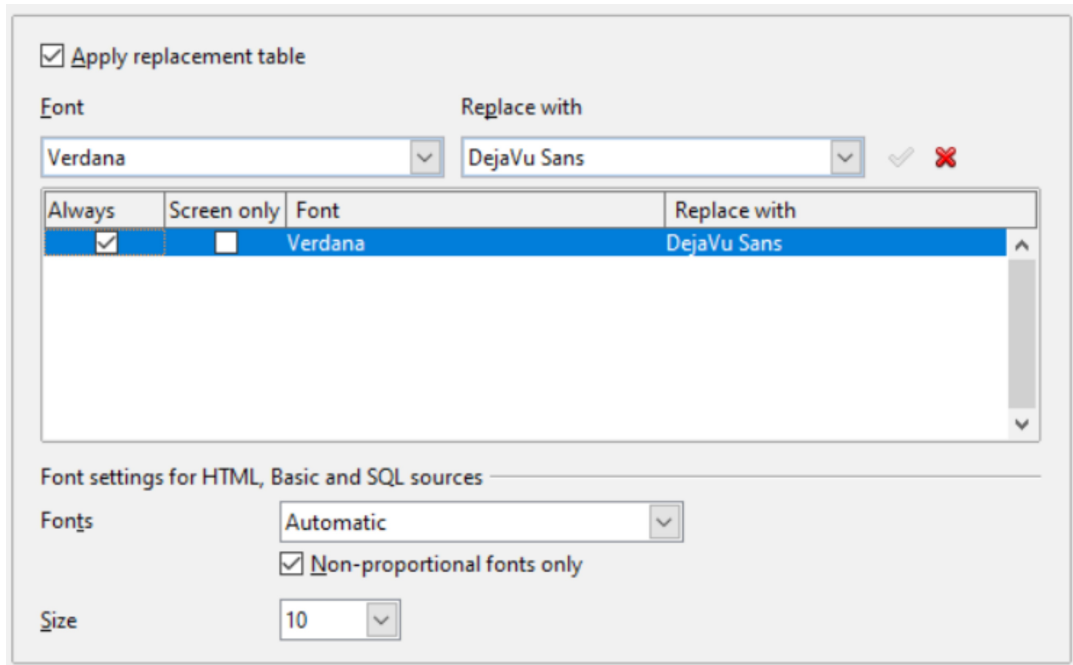 Apply replacement table
Font Replace with
Verdana DejaVu Sans
Always Screen only Font Replace with
Verdana DejaVu Sans
Font settings for HTML, Basic and SQL sources
Fonts Automatic
Non-proportional fonts only
Size 10